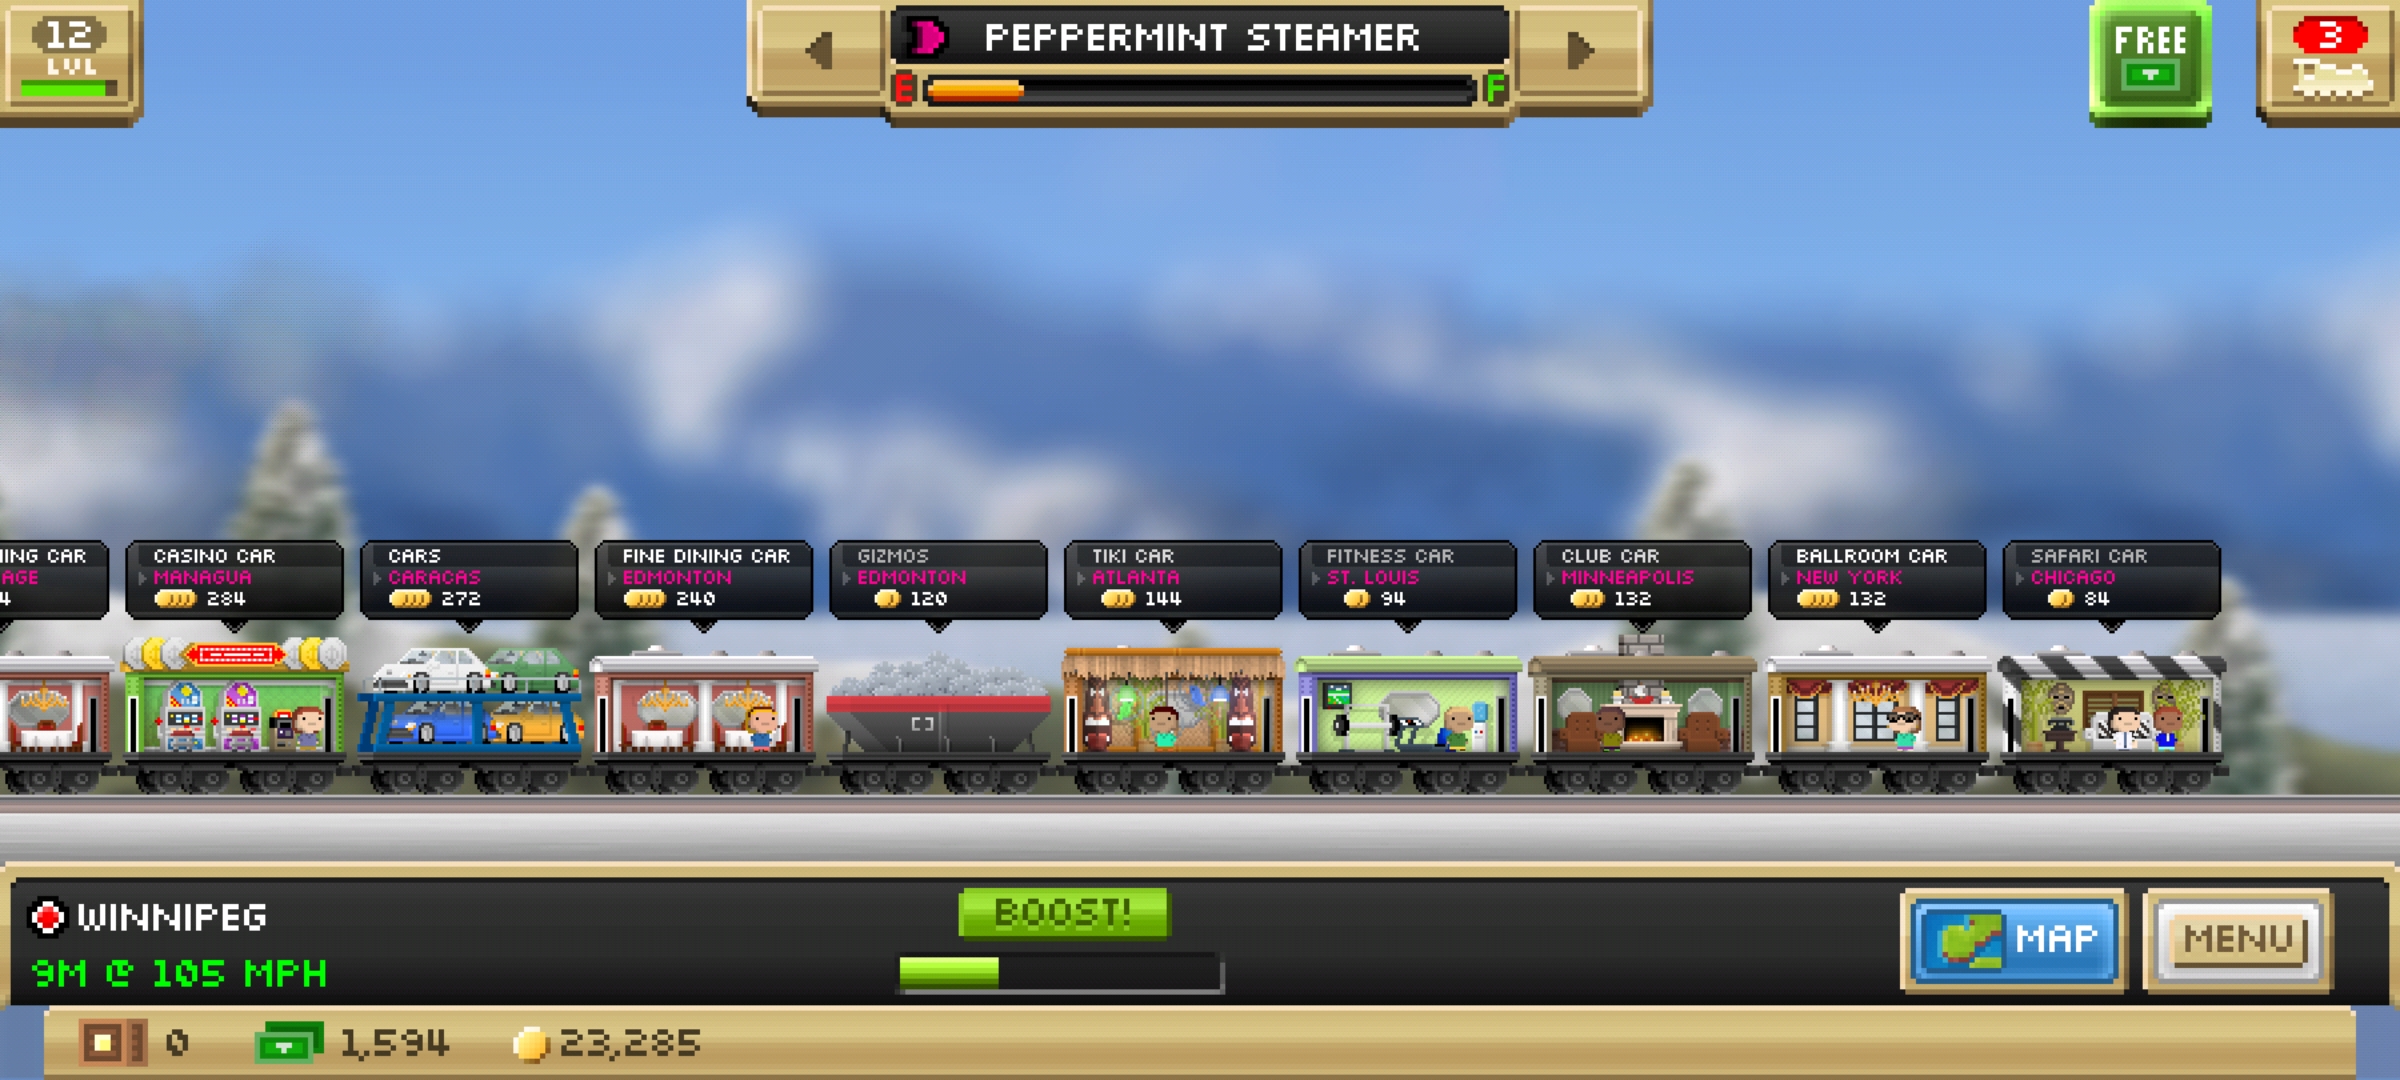 12
LVL
PEPPERMINT STEAMER
E F
FREE
3
ING CAR
AGE
4
CASINO CAR
MANAGUA
284
CARS
CARACAS
272
FINE DINING CAR
EDMONTON
240
GIZMOS
EDMONTON
120
TIKI CAR
ATLANTA
144
FITNESS CAR
ST. LOUIS
94
CLUB CAR
MINNEAPOLIS
132
BALLROOM CAR
NEW YORK
132
SAFARI CAR
CHICAGO
84
WINNIPEG
9M @ 105 MPH
BOOST!
MAP
MENU
0
1,594
23,285